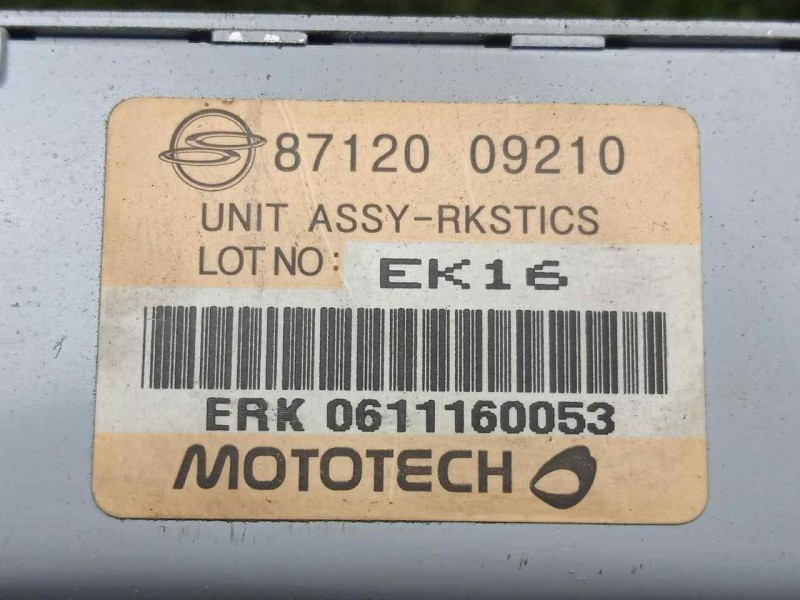 87120 09210
UNIT ASSY-RKSTICS
LOT NO: EK16
ERK 0611160053
MOTOTECH